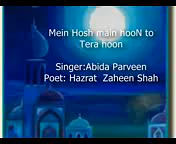 Mein Hosh main hooN to
Tera hoon
Singer:Abida Parveen
Poet: Hazrat Zaheen Shah